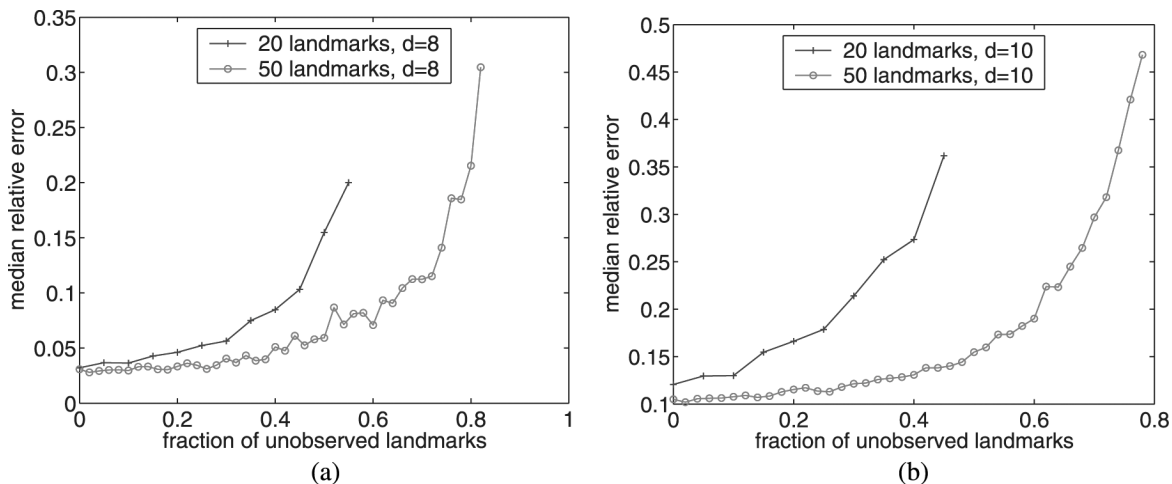 0.35
0.3
0.25
0.2
0.15
0.1
0.05
0
median relative error
20 landmarks, d=8
50 landmarks, d=8
0 0.2 0.4 0.6 0.8 1
fraction of unobserved landmarks
(a)
0.5
0.45
0.4
0.35
0.3
0.25
0.2
0.15
0.1
median relative error
20 landmarks, d=10
50 landmarks, d=10
0 0.2 0.4 0.6 0.8
fraction of unobserved landmarks
(b)